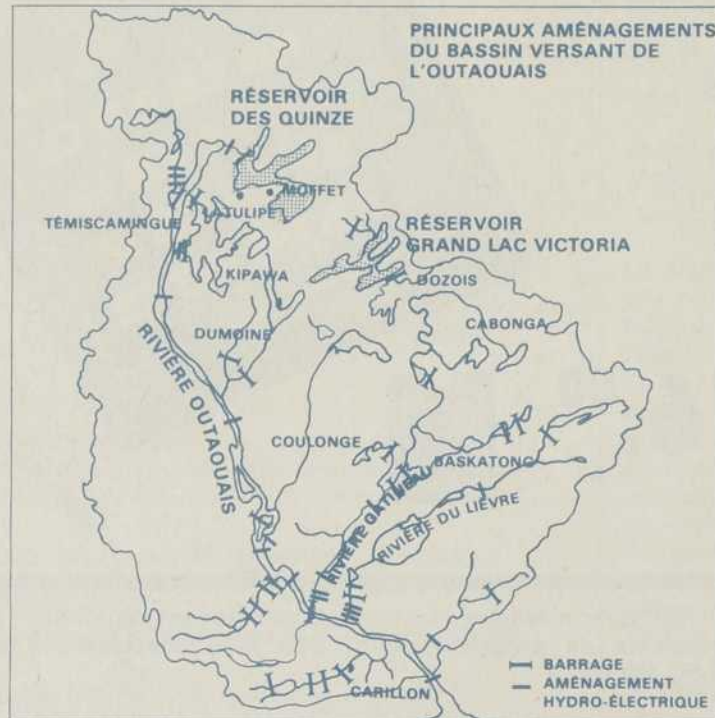 PRINCIPAUX AMÉNAGEMENTS
DU BASSIN VERSANT DE
L'OUTAOUAIS
RÉSERVOIR
DES QUINZE
MOFFET
LATULIPE
TÉMISCAMINGUE
RÉSERVOIR
GRAND LAC VICTORIA
KIPAWA
DOZOIS
CABONGA
DUMOINE
RIVIÈRE OUTAOUAIS
COULONGE
BASKATONG
RIVIÈRE GATINEAU
RIVIÈRE DU LIÈVRE
CARILLON
BARRAGE
AMÉNAGEMENT
HYDRO-ÉLECTRIQUE